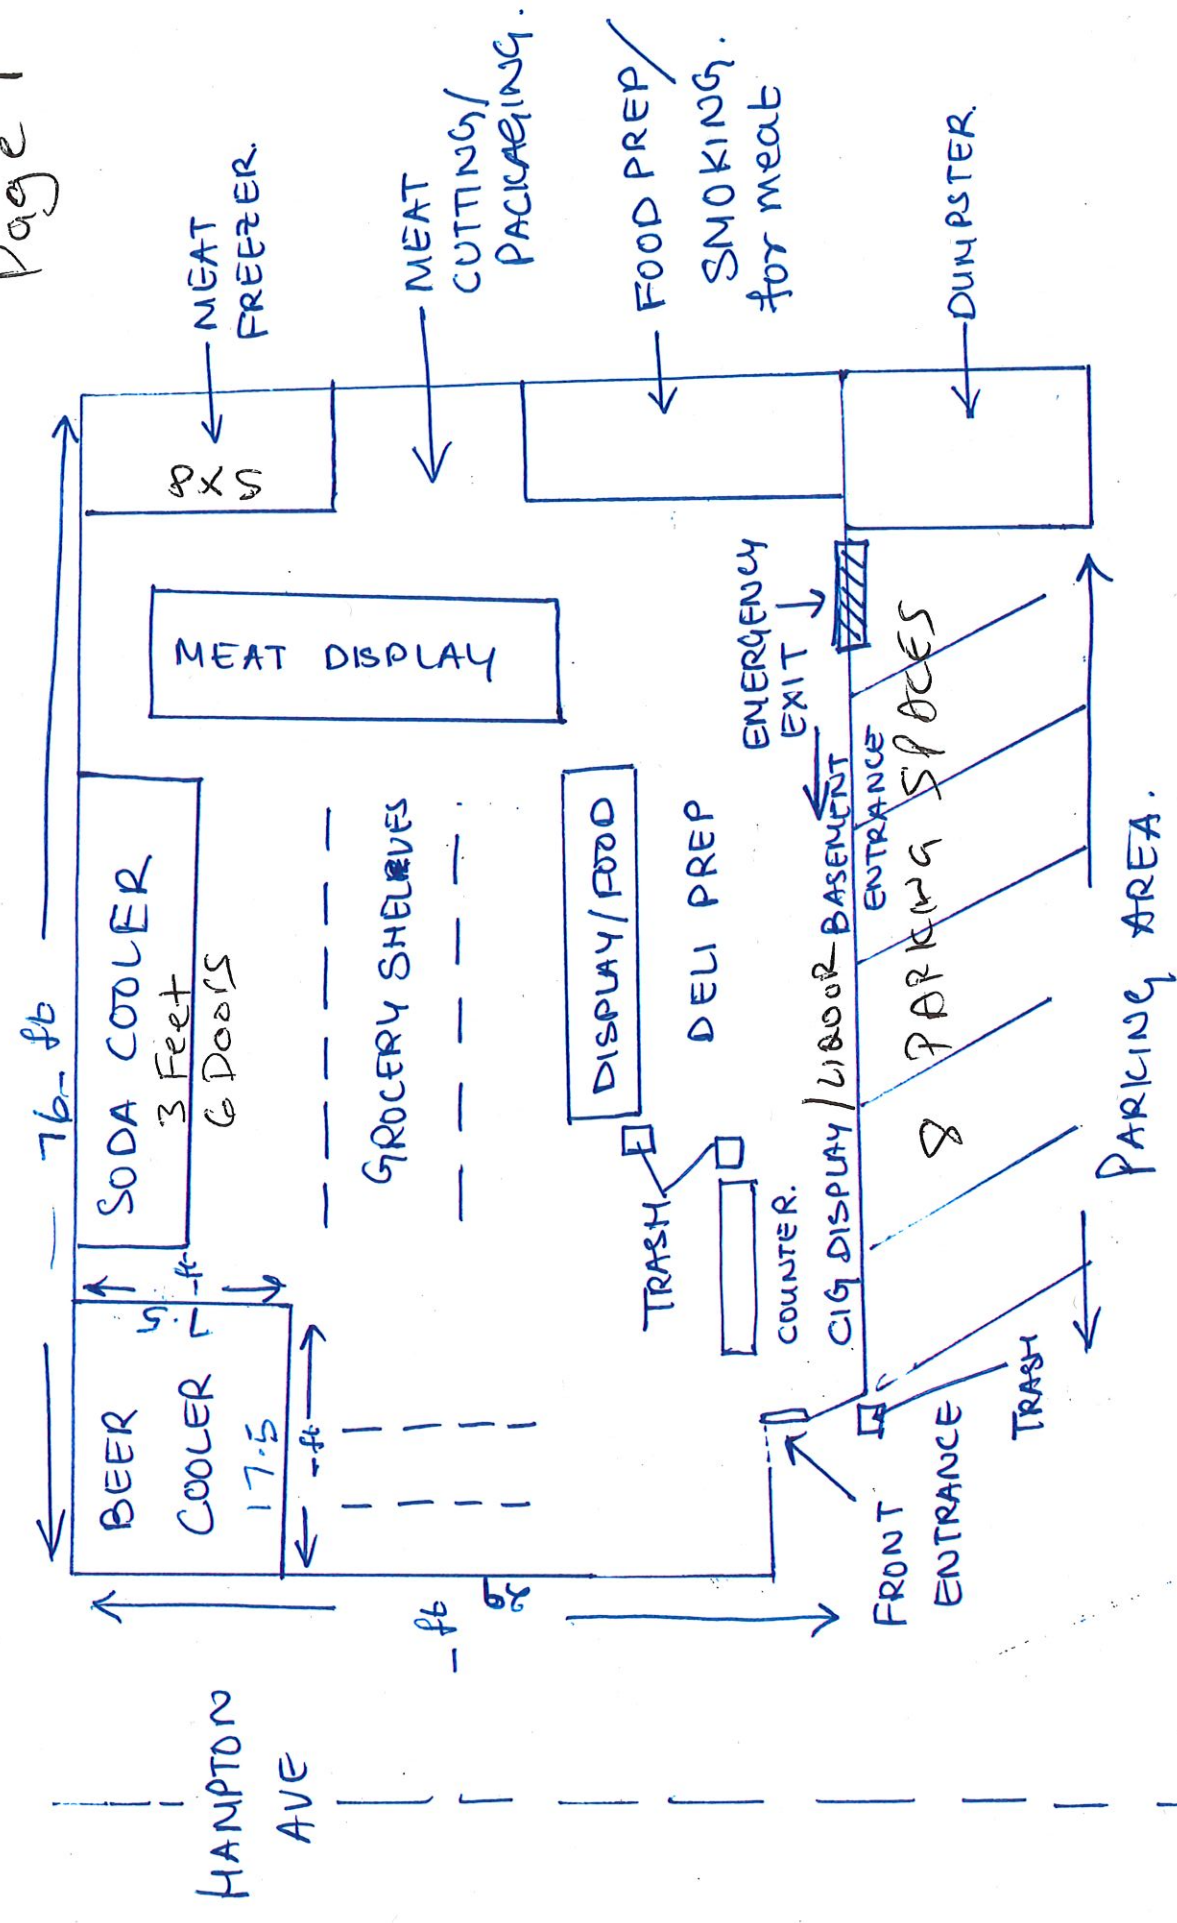 Page 1
76-ft
MEAT
FREEZER.
8X5
MEAT
CUTTING/
PACKAGING.
FOOD PREP/
SMOKING.
for meat
DUMPSTER.
MEAT DISPLAY
SODA COOLER
3 Feet
6 Doors
GROCERY SHELVES
DISPLAY/FOOD
DELI PREP
EMERGENCY
EXIT
BASEMENT
ENTRANCE
BEER
COOLER
17.5
-ft
7.5
-ft
TRASH
COUNTER.
CIG DISPLAY/LIQOOR
8 PARKING SPACES
PARKING AREA.
FRONT
ENTRANCE
TRASH
-ft
HAMPTON
AVE